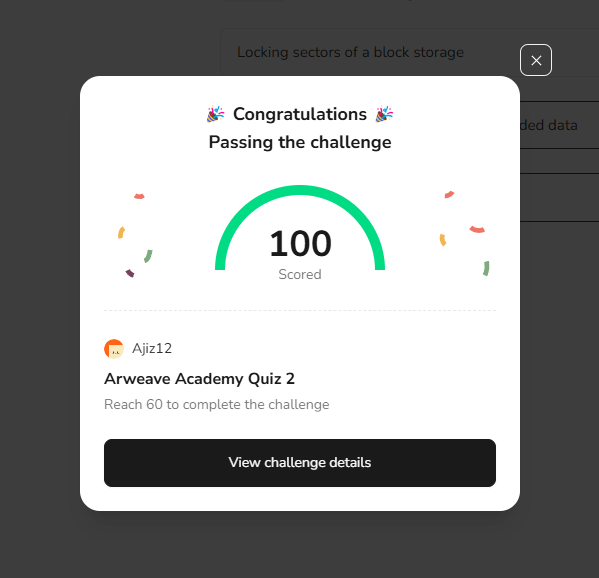 Locking sectors of a block storage
ded data
🎉 Congratulations 🎉
Passing the challenge
100
Scored
Ajiz12
Arweave Academy Quiz 2
Reach 60 to complete the challenge
View challenge details